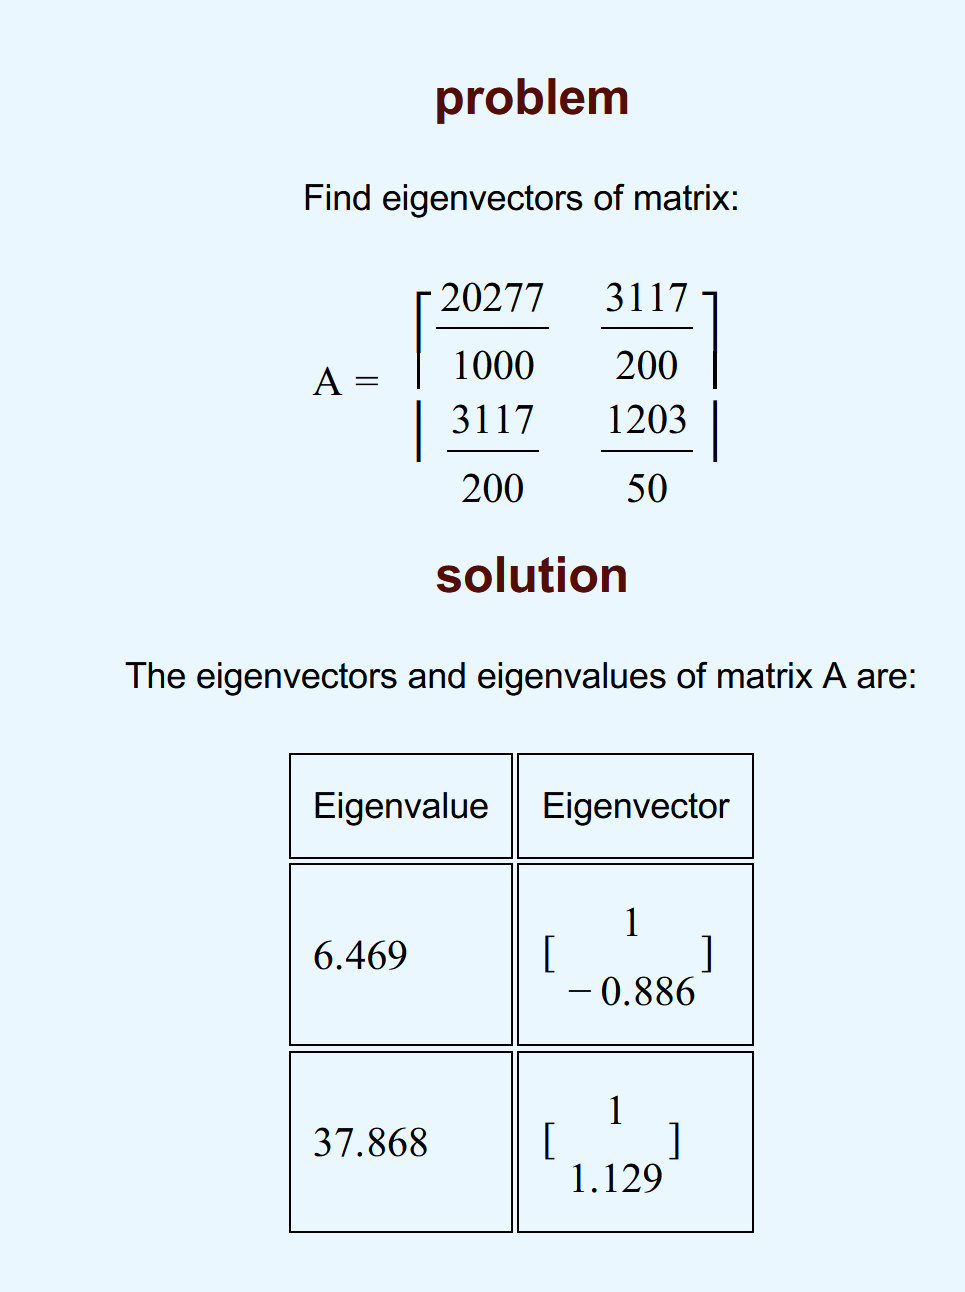 problem
Find eigenvectors of matrix:
20277 3117
1000 200
A =
3117 1203
200 50
solution
The eigenvectors and eigenvalues of matrix A are:
Eigenvalue Eigenvector
1
6.469 [ ]
− 0.886
1
37.868 [ ]
1.129